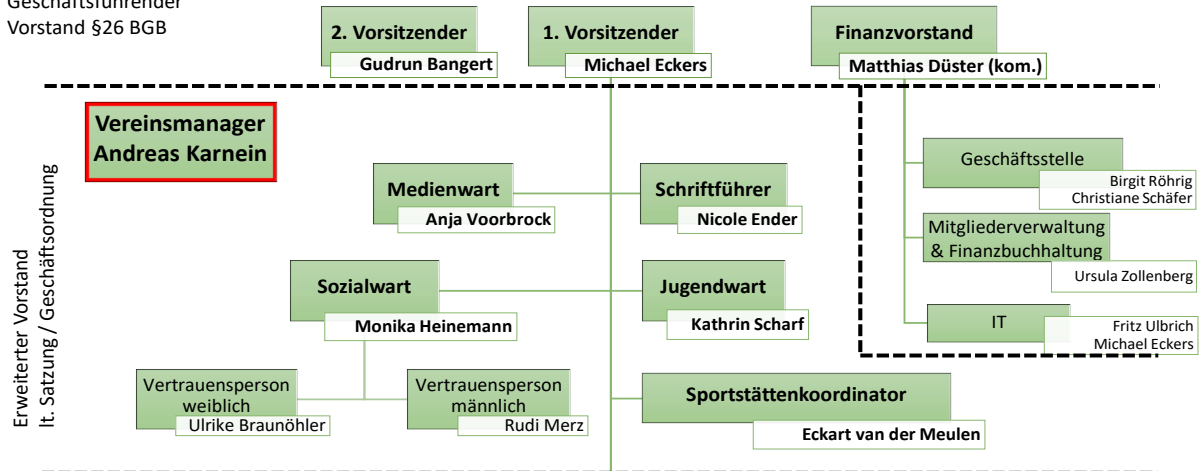 Geschäftsführender
Vorstand §26 BGB
2. Vorsitzender
Gudrun Bangert
1. Vorsitzender
Michael Eckers
Finanzvorstand
Matthias Düster (kom.)
Vereinsmanager
Andreas Karnein
Erweiterter Vorstand
lt. Satzung / Geschäftsordnung
Medienwart
Anja Voorbrock
Schriftführer
Nicole Ender
Geschäftsstelle
Birgit Röhrig
Christiane Schäfer
Mitgliederverwaltung
& Finanzbuchhaltung
Ursula Zollenberg
Sozialwart
Monika Heinemann
Jugendwart
Kathrin Scharf
IT
Fritz Ulbrich
Michael Eckers
Vertrauensperson
weiblich
Ulrike Braunöhler
Vertrauensperson
männlich
Rudi Merz
Sportstättenkoordinator
Eckart van der Meulen